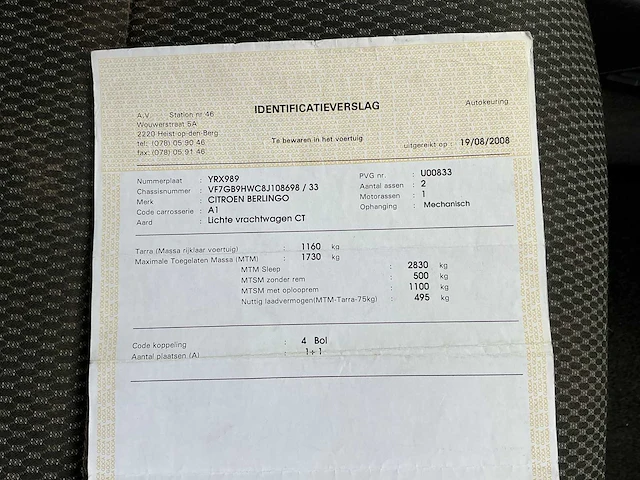 IDENTIFICATIEVERSLAG
Autokeuring
A.V. Station nr 46
Wouwerstraat 5A
2220 Heist-op-den-Berg
tel: (078) 05 90 46
fax: (078) 05 91 46
Te bewaren in het voertuig
uitgereikt op : 19/08/2008
Nummerplaat : YRX989
Chassisnummer : VF7GB9HWC8J108698 / 33
Merk : CITROEN BERLINGO
Code carrosserie : A1
Aard : Lichte vrachtwagen CT
PVG nr. : U00833
Aantal assen : 2
Motorassen : 1
Ophanging : Mechanisch
Tarra (Massa rijklaar voertuig) : 1160 kg
Maximale Toegelaten Massa (MTM) : 1730 kg
MTM Sleep : 2830 kg
MTSM zonder rem : 500 kg
MTSM met oplooprem : 1100 kg
Nuttig laadvermogen(MTM-Tarra-75kg) : 495 kg
Code koppeling : 4 Bol
Aantal plaatsen (A) : 1+1